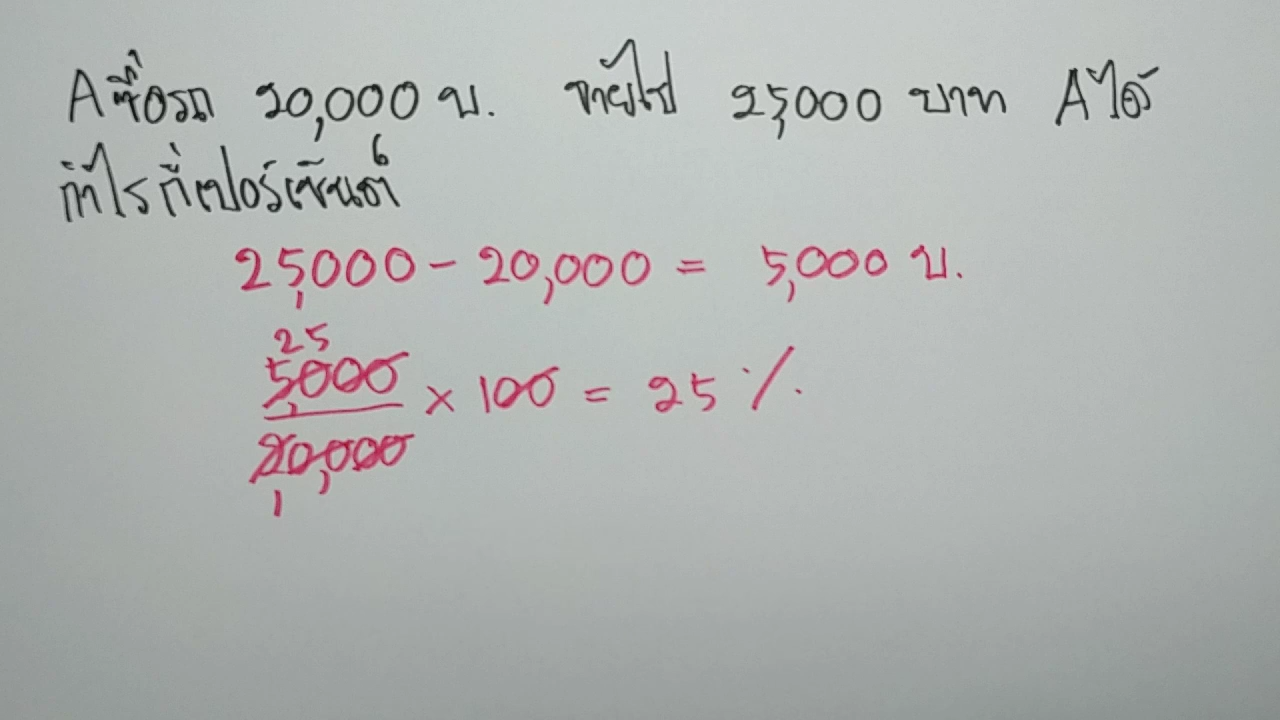 Aซื้อรถ 20,000 บ. ขายไป 25,000 บาท Aได้
กำไรกี่เปอร์เซ็นต์
25,000 - 20,000 = 5,000 บ.
25
5,000
× 100 = 25 %
20,000
1